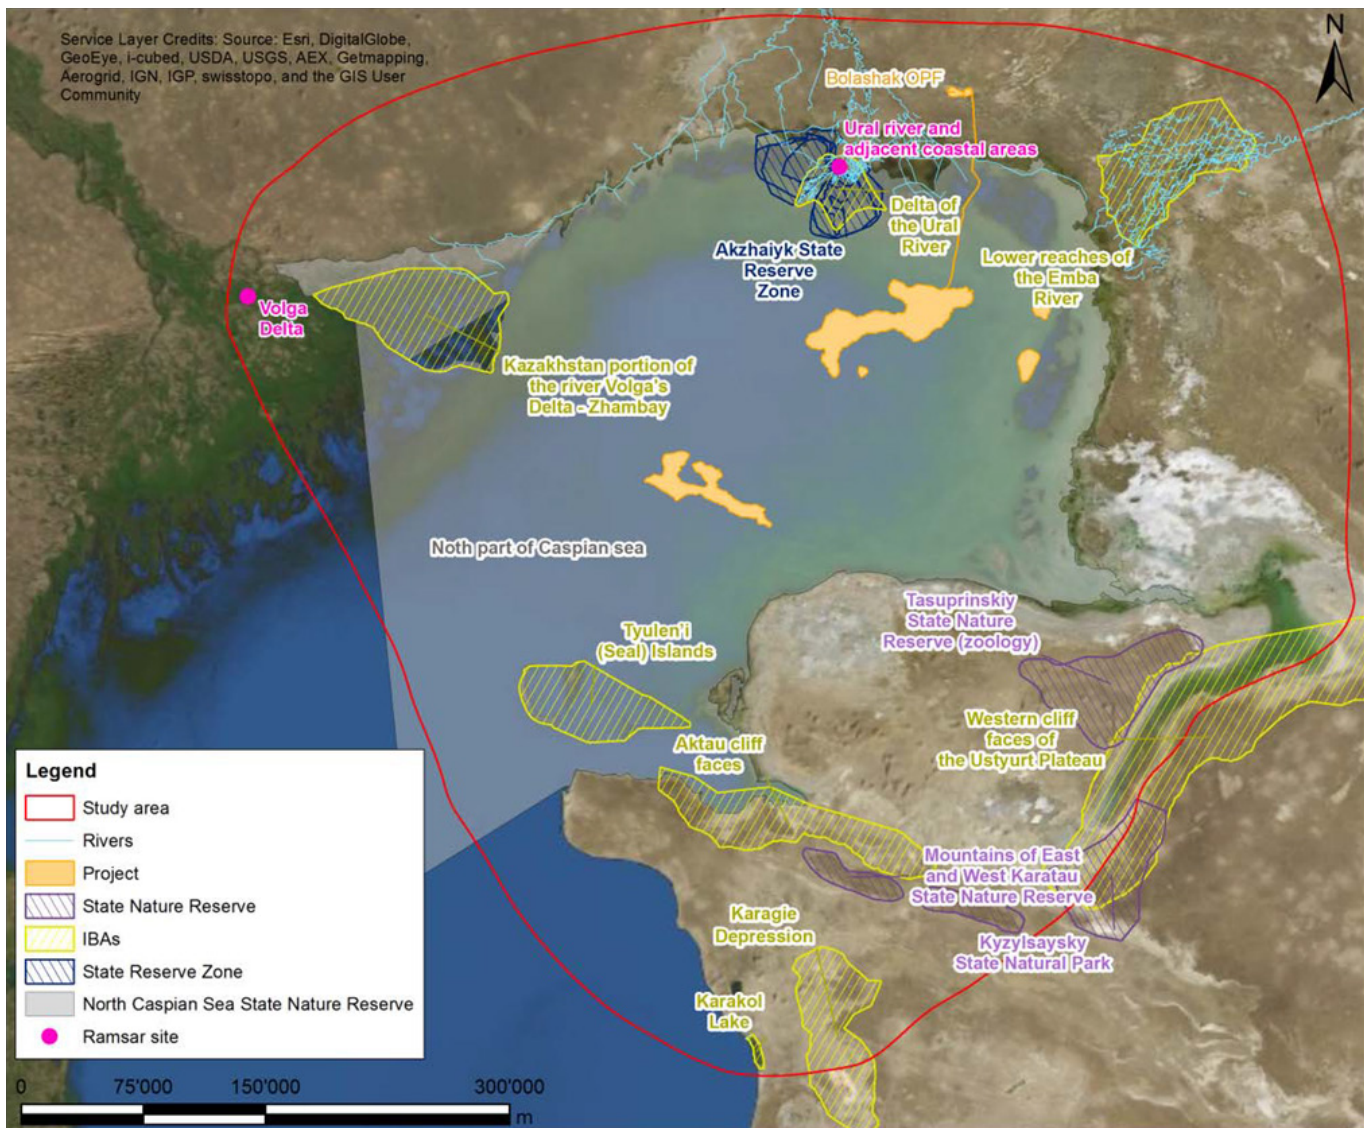 Service Layer Credits: Source: Esri, DigitalGlobe,
GeoEye, i-cubed, USDA, USGS, AEX, Getmapping,
Aerogrid, IGN, IGP, swisstopo, and the GIS User
Community
N
Bolashak OPF
Ural river and
adjacent coastal areas
Delta of
the Ural
River
Akzhaiyk State
Reserve
Zone
Lower reaches of
the Emba
River
Volga
Delta
Kazakhstan portion of
the river Volga's
Delta - Zhambay
Noth part of Caspian sea
Tasuprinskiy
State Nature
Reserve (zoology)
Tyulen'i
(Seal) Islands
Western cliff
faces of
the Ustyurt Plateau
Aktau cliff
faces
Mountains of East
and West Karatau
State Nature Reserve
Karagie
Depression
Kyzylsaysky
State Natural Park
Karakol
Lake
Legend
Study area
Rivers
Project
State Nature Reserve
IBAs
State Reserve Zone
North Caspian Sea State Nature Reserve
Ramsar site
0 75'000 150'000 300'000
m